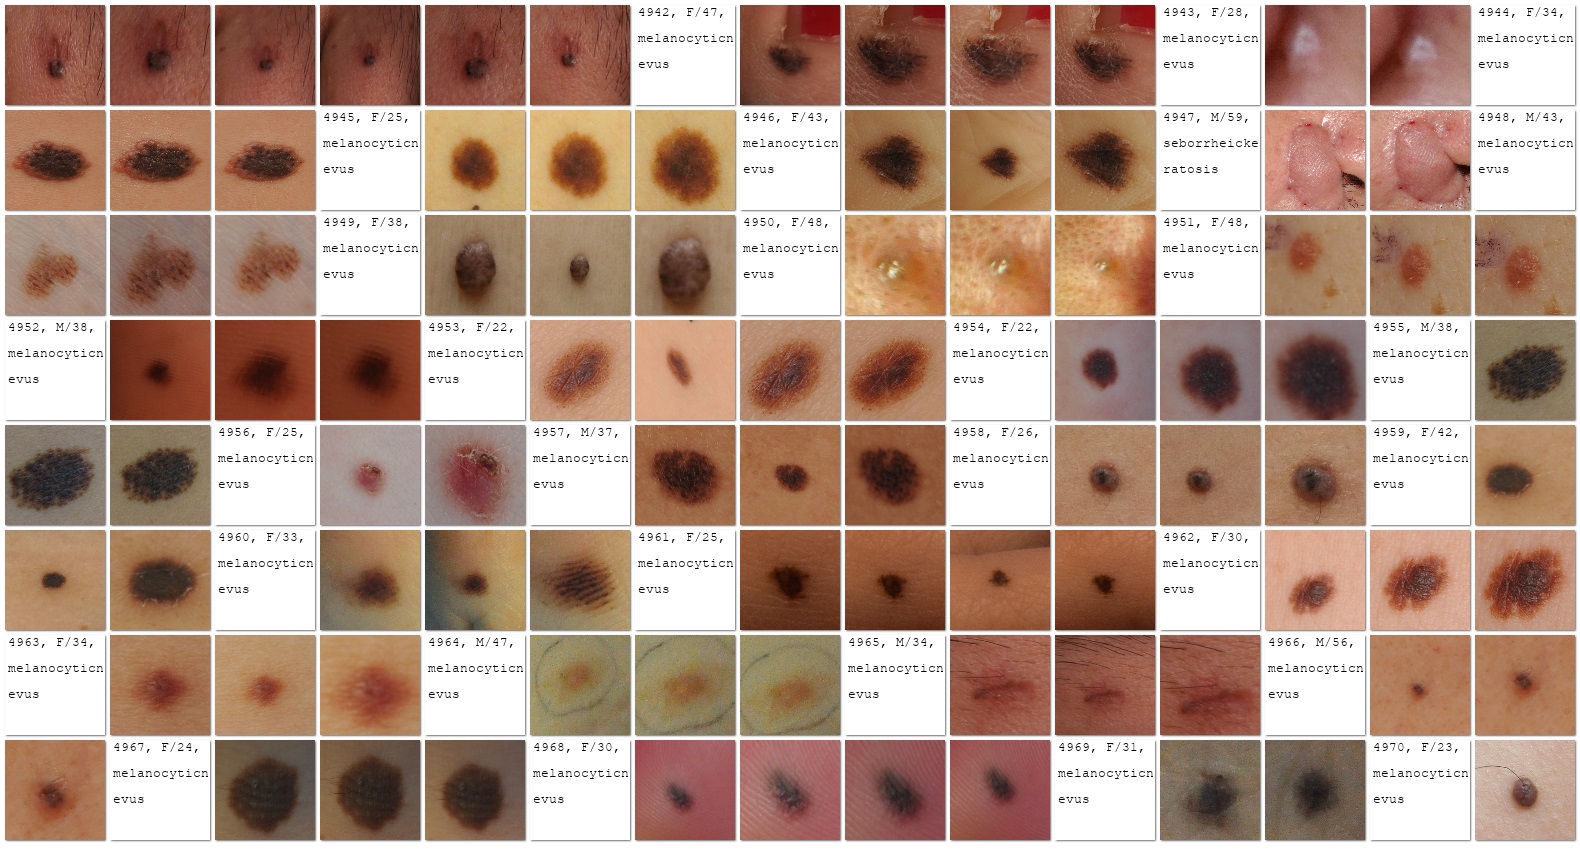 4942, F/47,
melanocyticn
evus
4943, F/28,
melanocyticn
evus
4944, F/34,
melanocyticn
evus
4945, F/25,
melanocyticn
evus
4946, F/43,
melanocyticn
evus
4947, M/59,
seborrheicke
ratosis
4948, M/43,
melanocyticn
evus
4949, F/38,
melanocyticn
evus
4950, F/48,
melanocyticn
evus
4951, F/48,
melanocyticn
evus
4952, M/38,
melanocyticn
evus
4953, F/22,
melanocyticn
evus
4954, F/22,
melanocyticn
evus
4955, M/38,
melanocyticn
evus
4956, F/25,
melanocyticn
evus
4957, M/37,
melanocyticn
evus
4958, F/26,
melanocyticn
evus
4959, F/42,
melanocyticn
evus
4960, F/33,
melanocyticn
evus
4961, F/25,
melanocyticn
evus
4962, F/30,
melanocyticn
evus
4963, F/34,
melanocyticn
evus
4964, M/47,
melanocyticn
evus
4965, M/34,
melanocyticn
evus
4966, M/56,
melanocyticn
evus
4967, F/24,
melanocyticn
evus
4968, F/30,
melanocyticn
evus
4969, F/31,
melanocyticn
evus
4970, F/23,
melanocyticn
evus